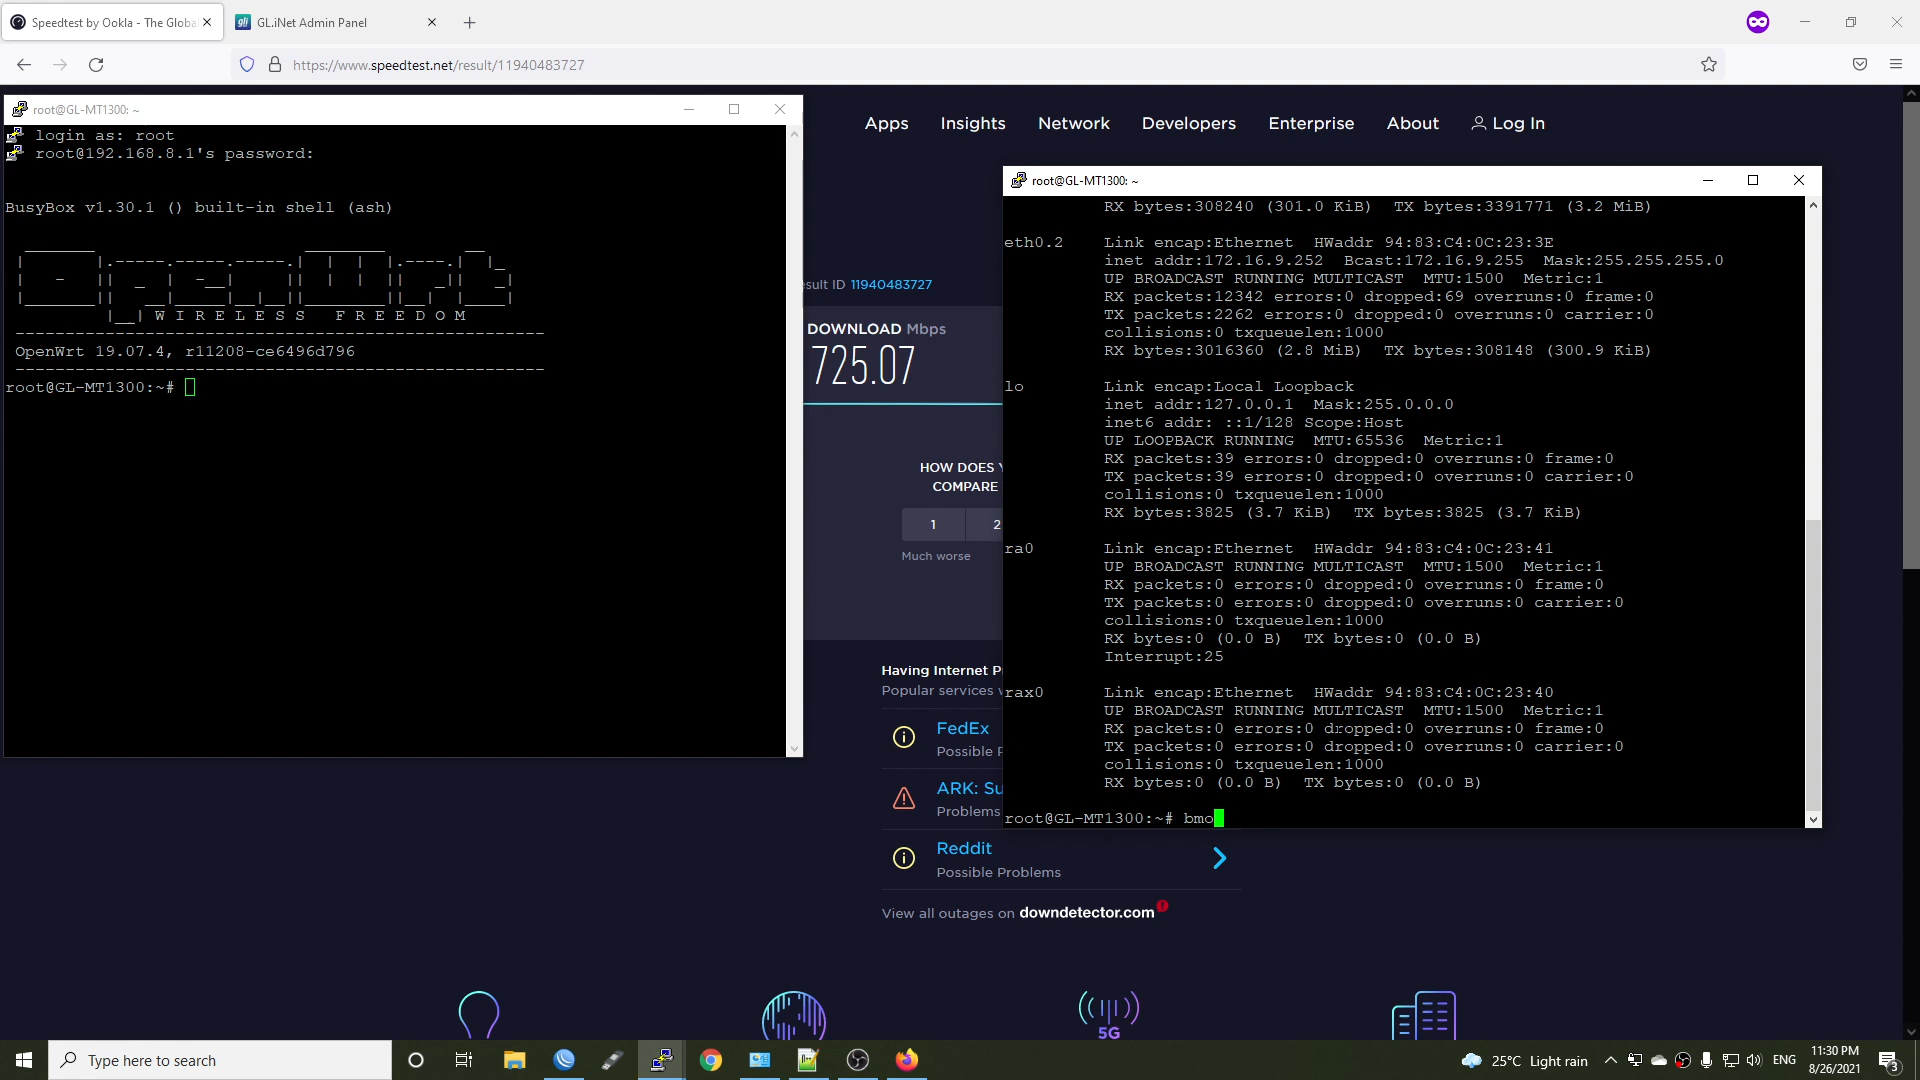 Speedtest by Ookla - The Globa
GL.iNet Admin Panel
https://www.speedtest.net/result/11940483727
root@GL-MT1300: ~
login as: root
root@192.168.8.1's password:
BusyBox v1.30.1 () built-in shell (ash)
W I R E L E S S   F R E E D O M
-----------------------------------------------------
OpenWrt 19.07.4, r11208-ce6496d796
-----------------------------------------------------
root@GL-MT1300:~#
Apps
Insights
Network
Developers
Enterprise
About
Log In
sult ID 11940483727
DOWNLOAD Mbps
725.07
HOW DOES Y
COMPARE
1
2
Much worse
Having Internet P
Popular services w
FedEx
Possible P
ARK: Su
Problems
Reddit
Possible Problems
View all outages on downdetector.com
5G
root@GL-MT1300: ~
RX bytes:308240 (301.0 KiB)  TX bytes:3391771 (3.2 MiB)
eth0.2    Link encap:Ethernet  HWaddr 94:83:C4:0C:23:3E
inet addr:172.16.9.252  Bcast:172.16.9.255  Mask:255.255.255.0
UP BROADCAST RUNNING MULTICAST  MTU:1500  Metric:1
RX packets:12342 errors:0 dropped:69 overruns:0 frame:0
TX packets:2262 errors:0 dropped:0 overruns:0 carrier:0
collisions:0 txqueuelen:1000
RX bytes:3016360 (2.8 MiB)  TX bytes:308148 (300.9 KiB)
lo        Link encap:Local Loopback
inet addr:127.0.0.1  Mask:255.0.0.0
inet6 addr: ::1/128 Scope:Host
UP LOOPBACK RUNNING  MTU:65536  Metric:1
RX packets:39 errors:0 dropped:0 overruns:0 frame:0
TX packets:39 errors:0 dropped:0 overruns:0 carrier:0
collisions:0 txqueuelen:1000
RX bytes:3825 (3.7 KiB)  TX bytes:3825 (3.7 KiB)
ra0       Link encap:Ethernet  HWaddr 94:83:C4:0C:23:41
UP BROADCAST RUNNING MULTICAST  MTU:1500  Metric:1
RX packets:0 errors:0 dropped:0 overruns:0 frame:0
TX packets:0 errors:0 dropped:0 overruns:0 carrier:0
collisions:0 txqueuelen:1000
RX bytes:0 (0.0 B)  TX bytes:0 (0.0 B)
Interrupt:25
rax0      Link encap:Ethernet  HWaddr 94:83:C4:0C:23:40
UP BROADCAST RUNNING MULTICAST  MTU:1500  Metric:1
RX packets:0 errors:0 dropped:0 overruns:0 frame:0
TX packets:0 errors:0 dropped:0 overruns:0 carrier:0
collisions:0 txqueuelen:1000
RX bytes:0 (0.0 B)  TX bytes:0 (0.0 B)
root@GL-MT1300:~# bmo
Type here to search
25°C  Light rain
ENG
11:30 PM
8/26/2021
3